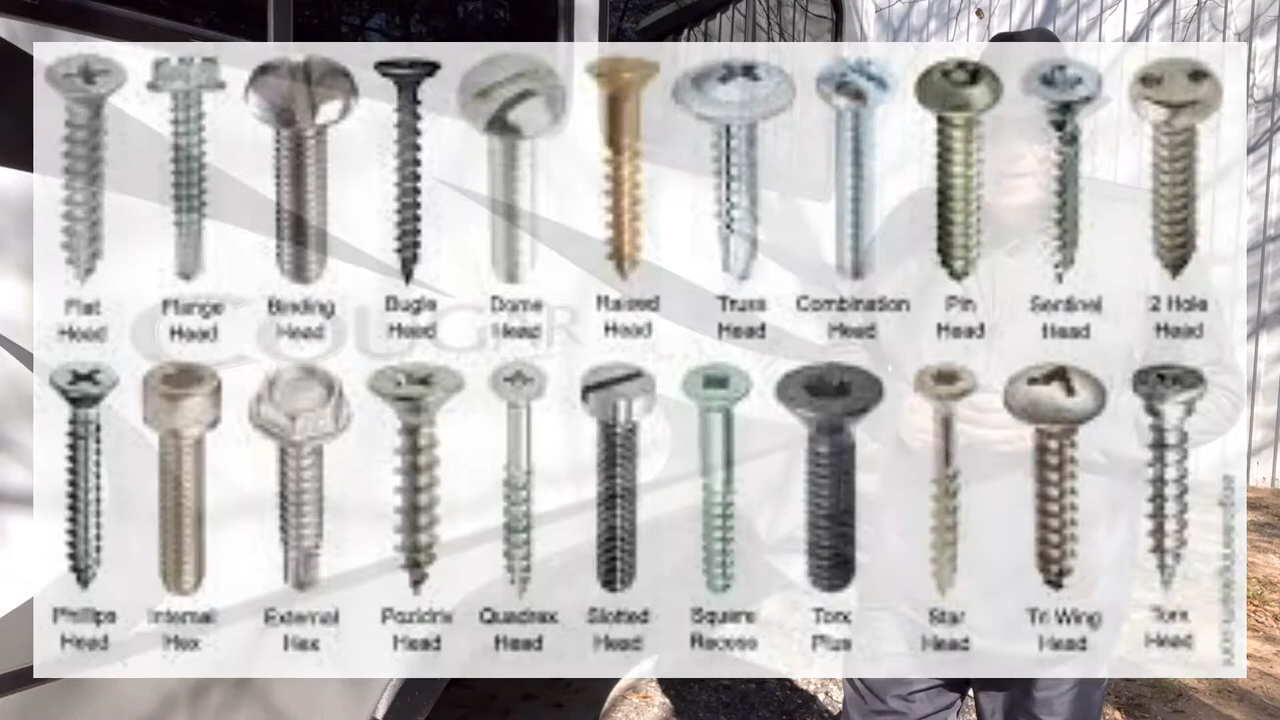 Flat Flange Binding Bugle Dome Raised Truss Combination Pin Sentinel 2 Hole
Head Head Head Head Head Head Head Head Head Head Head
COUGAR
Phillips Internal External Pozidriv Quadrex Slotted Square Torx Star Tri Wing Torx
Head Hex Hex Head Head Head Recess Plus Head Head Head